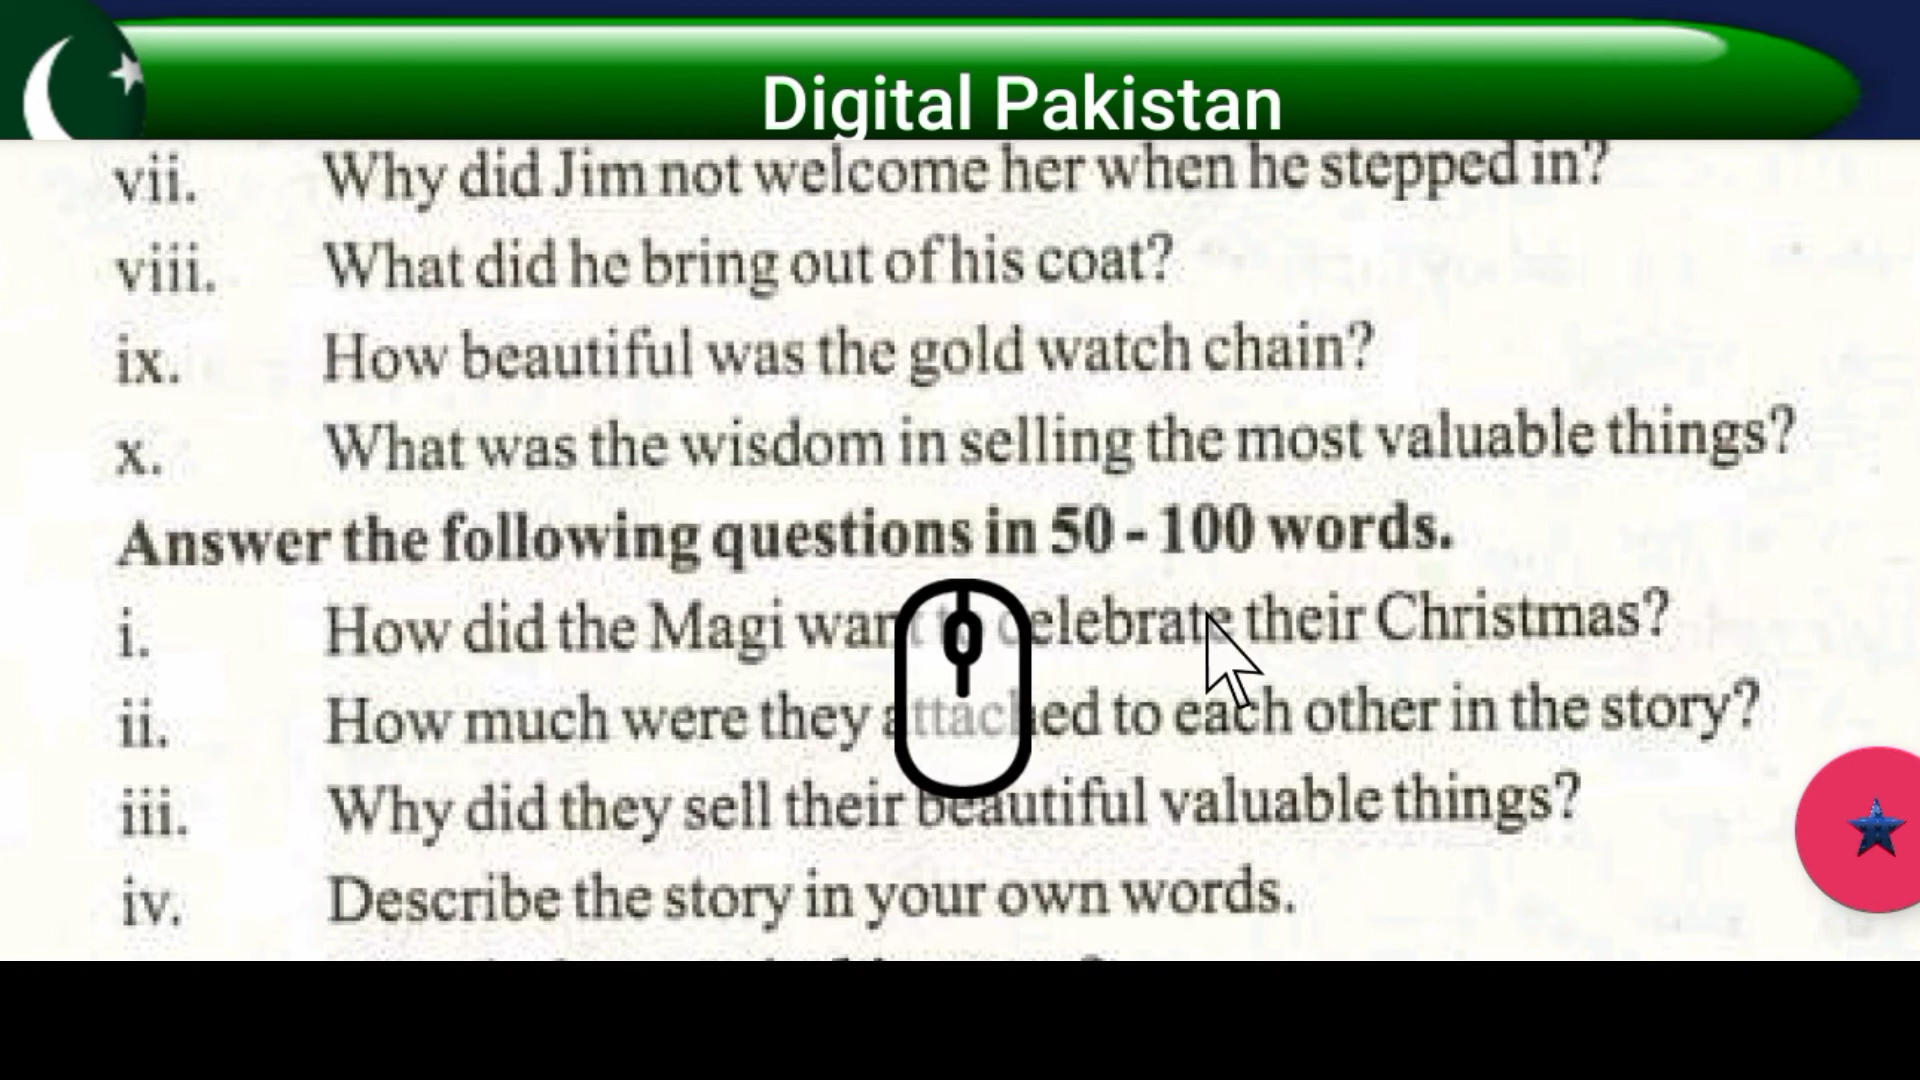 Digital Pakistan
vii. Why did Jim not welcome her when he stepped in?
viii. What did he bring out of his coat?
ix. How beautiful was the gold watch chain?
x. What was the wisdom in selling the most valuable things?
Answer the following questions in 50 - 100 words.
i. How did the Magi want to celebrate their Christmas?
ii. How much were they attached to each other in the story?
iii. Why did they sell their beautiful valuable things?
iv. Describe the story in your own words.